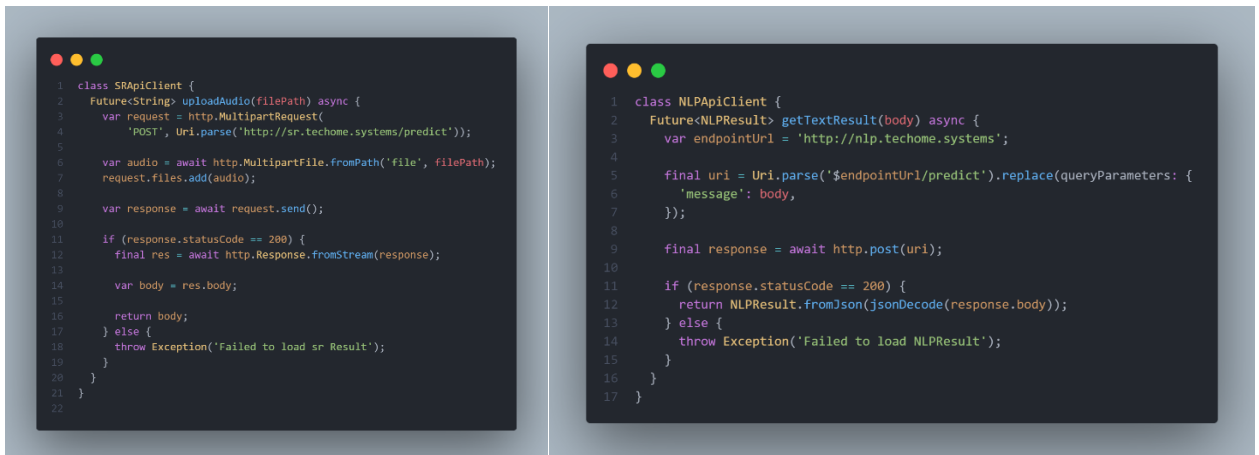 1 class SRApiClient {
2 Future<String> uploadAudio(filePath) async {
3 var request = http.MultipartRequest(
4 'POST', Uri.parse('http://sr.techome.systems/predict'));
5
6 var audio = await http.MultipartFile.fromPath('file', filePath);
7 request.files.add(audio);
8
9 var response = await request.send();
10
11 if (response.statusCode == 200) {
12 final res = await http.Response.fromStream(response);
13
14 var body = res.body;
15
16 return body;
17 } else {
18 throw Exception('Failed to load sr Result');
19 }
20 }
21 }
22
1 class NLPApiClient {
2 Future<NLPResult> getTextResult(body) async {
3 var endpointUrl = 'http://nlp.techome.systems';
4
5 final uri = Uri.parse('$endpointUrl/predict').replace(queryParameters: {
6 'message': body,
7 });
8
9 final response = await http.post(uri);
10
11 if (response.statusCode == 200) {
12 return NLPResult.fromJson(jsonDecode(response.body));
13 } else {
14 throw Exception('Failed to load NLPResult');
15 }
16 }
17 }